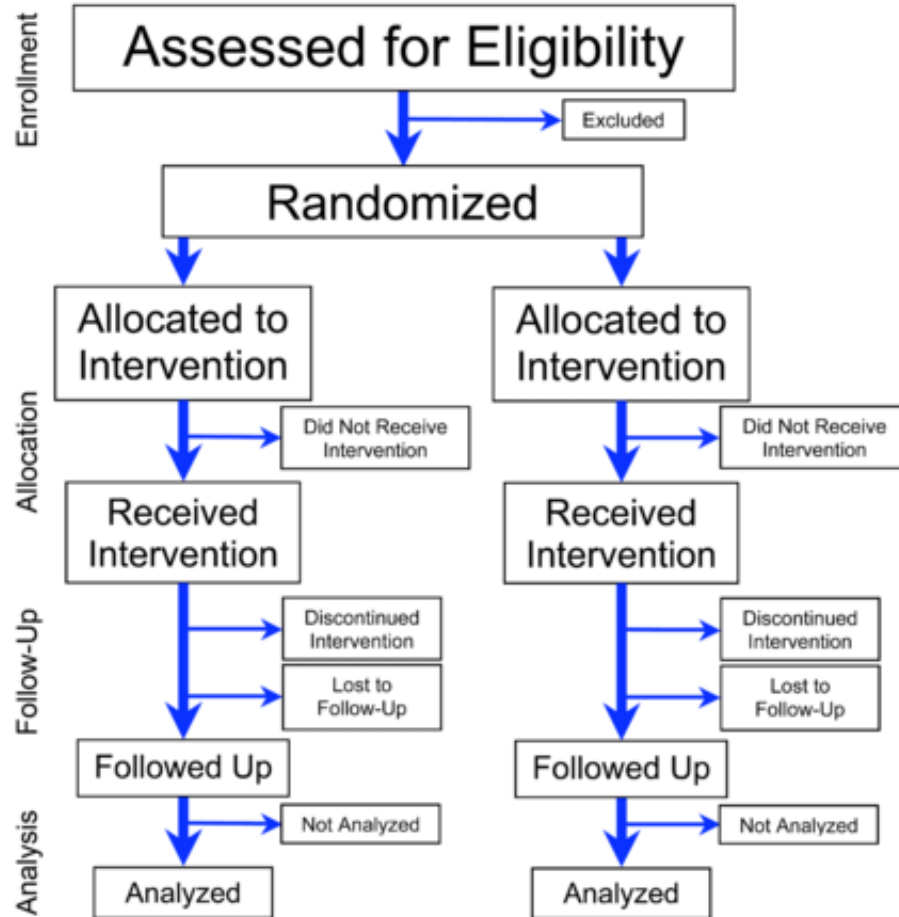 Enrollment
Assessed for Eligibility
Excluded
Randomized
Allocation
Allocated to
Intervention
Did Not Receive
Intervention
Received
Intervention
Allocated to
Intervention
Did Not Receive
Intervention
Received
Intervention
Follow-Up
Discontinued
Intervention
Lost to
Follow-Up
Followed Up
Discontinued
Intervention
Lost to
Follow-Up
Followed Up
Analysis
Not Analyzed
Analyzed
Not Analyzed
Analyzed